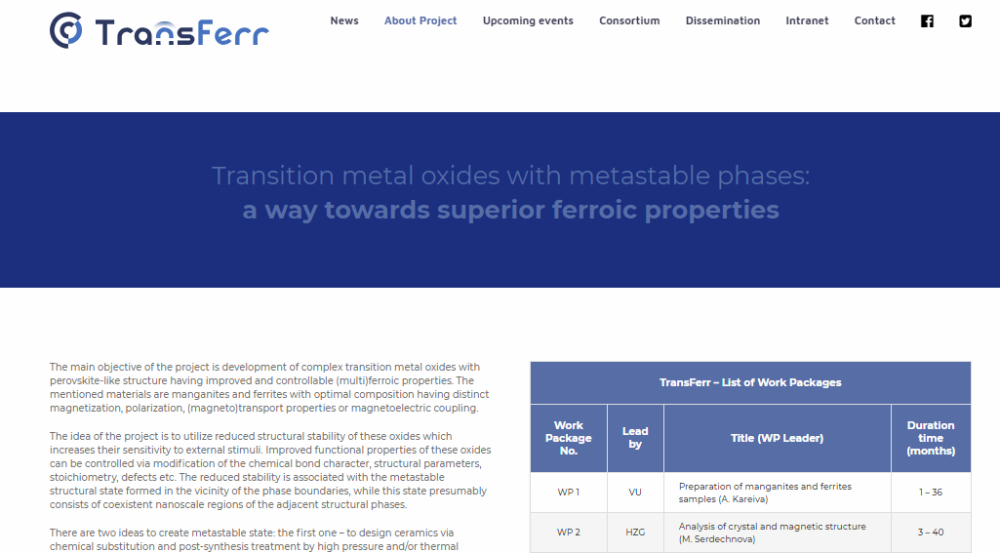 TransFerr
News About Project Upcoming events Consortium Dissemination Intranet Contact
Transition metal oxides with metastable phases:
a way towards superior ferroic properties
The main objective of the project is development of complex transition metal oxides with
perovskite-like structure having improved and controllable (multi)ferroic properties. The
mentioned materials are manganites and ferrites with optimal composition having distinct
magnetization, polarization, (magneto)transport properties or magnetoelectric coupling.
The idea of the project is to utilize reduced structural stability of these oxides which
increases their sensitivity to external stimuli. Improved functional properties of these oxides
can be controlled via modification of the chemical bond character, structural parameters,
stoichiometry, defects etc. The reduced stability is associated with the metastable
structural state formed in the vicinity of the phase boundaries, while this state presumably
consists of coexistent nanoscale regions of the adjacent structural phases.
There are two ideas to create metastable state: the first one – to design ceramics via
chemical substitution and post-synthesis treatment by high pressure and/or thermal
TransFerr – List of Work Packages
Work
Package
No.
Lead
by
Title (WP Leader)
Duration
time
(months)
WP 1
VU
Preparation of manganites and ferrites
samples (A. Kareiva)
1 – 36
WP 2
HZG
Analysis of crystal and magnetic structure
(M. Serdechnova)
3 – 40